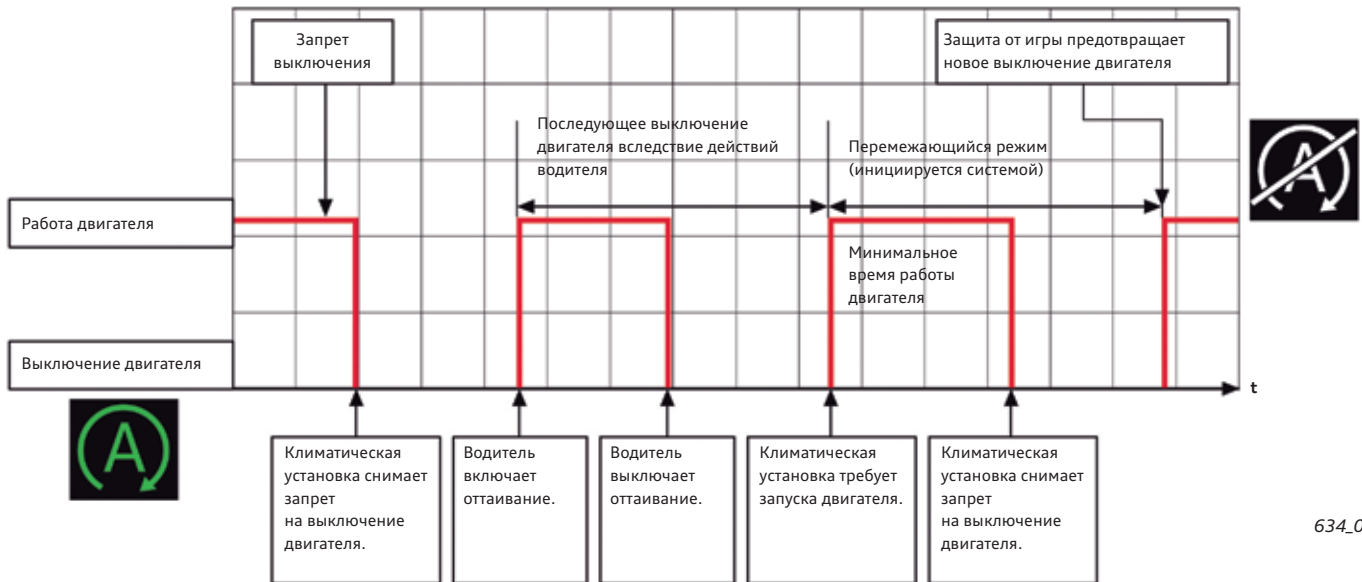 Запрет
выключения
Защита от игры предотвращает
новое выключение двигателя
Последующее выключение
двигателя вследствие действий
водителя
Перемежающийся режим
(инициируется системой)
A
Работа двигателя
Минимальное
время работы
двигателя
Выключение двигателя
t
A
Климатическая
установка снимает
запрет
на выключение
двигателя.
Водитель
включает
оттаивание.
Водитель
выключает
оттаивание.
Климатическая
установка требует
запуска двигателя.
Климатическая
установка снимает
запрет
на выключение
двигателя.
634_0